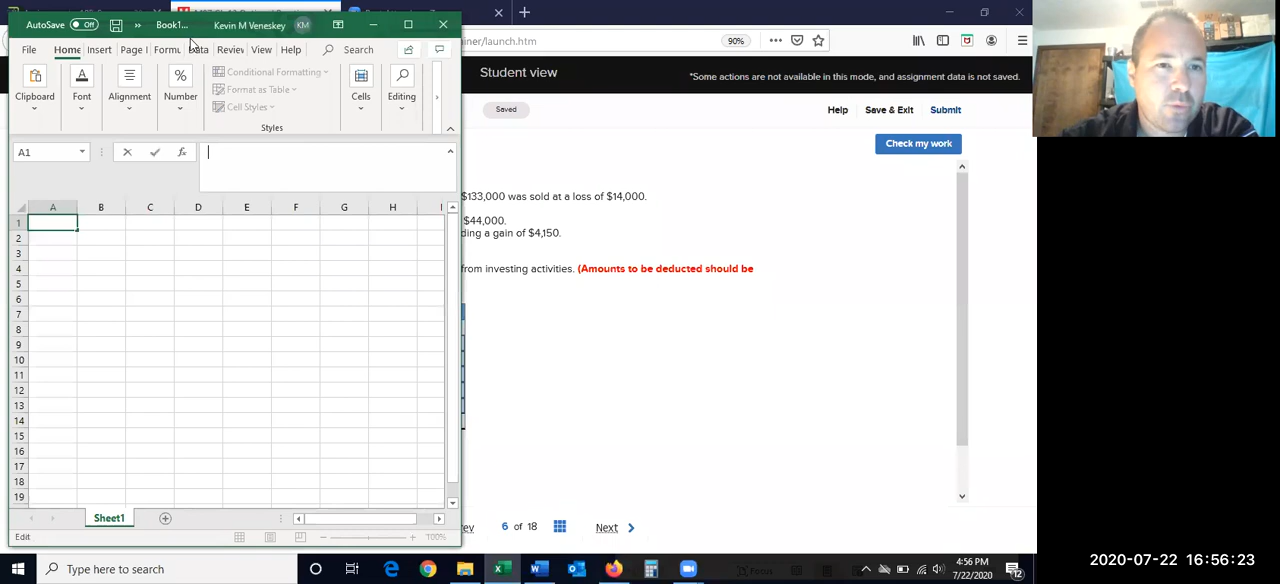 AutoSave Off » Book1... Kevin M Veneskey KM
File Home Insert Page l Formu Data Review View Help Search
Clipboard Font Alignment Number
Conditional Formatting
Format as Table
Cell Styles
Styles
Cells Editing
A1 fx
A B C D E F G H I
1
2
3
4
5
6
7
8
9
10
11
12
13
14
15
16
17
18
19
Sheet1
Edit 100%
iner/launch.htm 90%
Student view *Some actions are not available in this mode, and assignment data is not saved.
Saved Help Save & Exit Submit
Check my work
$133,000 was sold at a loss of $14,000.
$44,000.
ding a gain of $4,150.
from investing activities. (Amounts to be deducted should be
ev 6 of 18 Next
Type here to search
Focus
4:56 PM
7/22/2020
12
2020-07-22 16:56:23